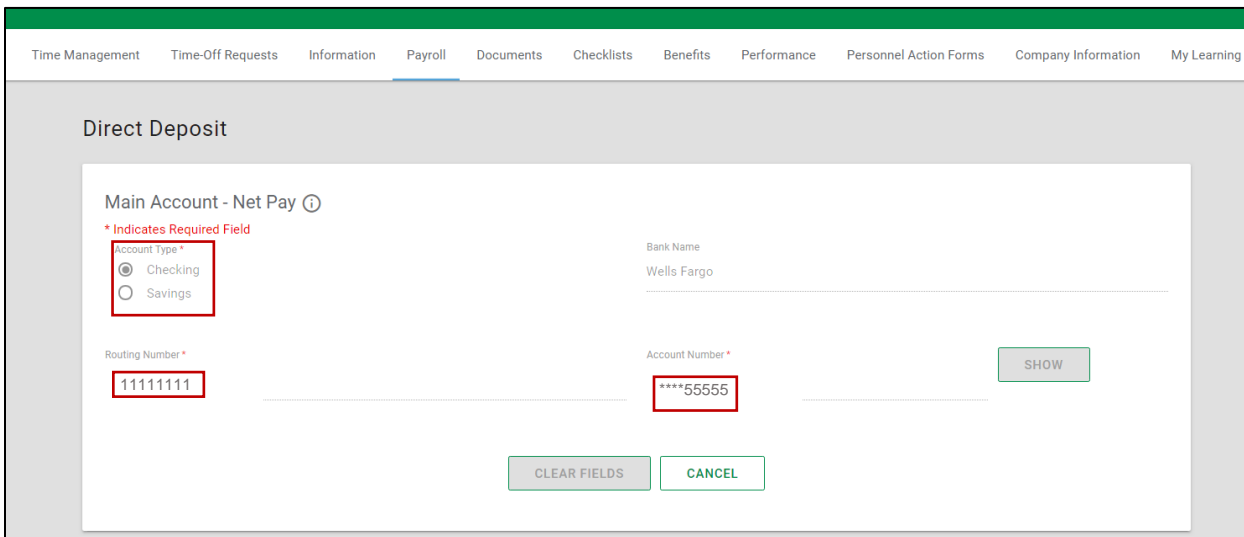 Time Management Time-Off Requests Information Payroll Documents Checklists Benefits Performance Personnel Action Forms Company Information My Learning
Direct Deposit
Main Account - Net Pay
* Indicates Required Field
Account Type *
Checking
Savings
Bank Name
Wells Fargo
Routing Number *
11111111
Account Number *
****55555
SHOW
CLEAR FIELDS CANCEL